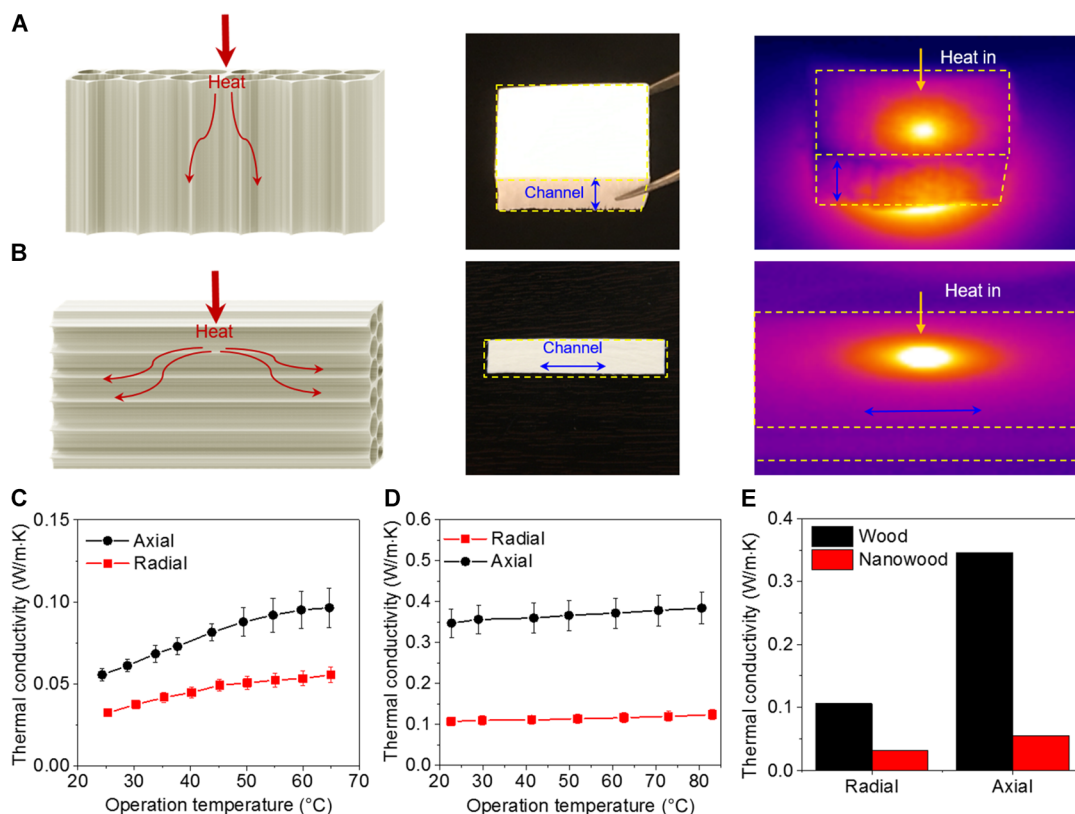 A
Heat
Channel
Heat in
B
Heat
Channel
Heat in
C
Thermal conductivity (W/m·K)
0.15
0.10
0.05
0.00
Axial
Radial
20 30 40 50 60 70
Operation temperature (°C)
D
Thermal conductivity (W/m·K)
0.6
0.5
0.4
0.3
0.2
0.1
0.0
Radial
Axial
20 30 40 50 60 70 80 90
Operation temperature (°C)
E
Thermal conductivity (W/m·K)
0.4
0.3
0.2
0.1
0.0
Wood
Nanowood
Radial Axial